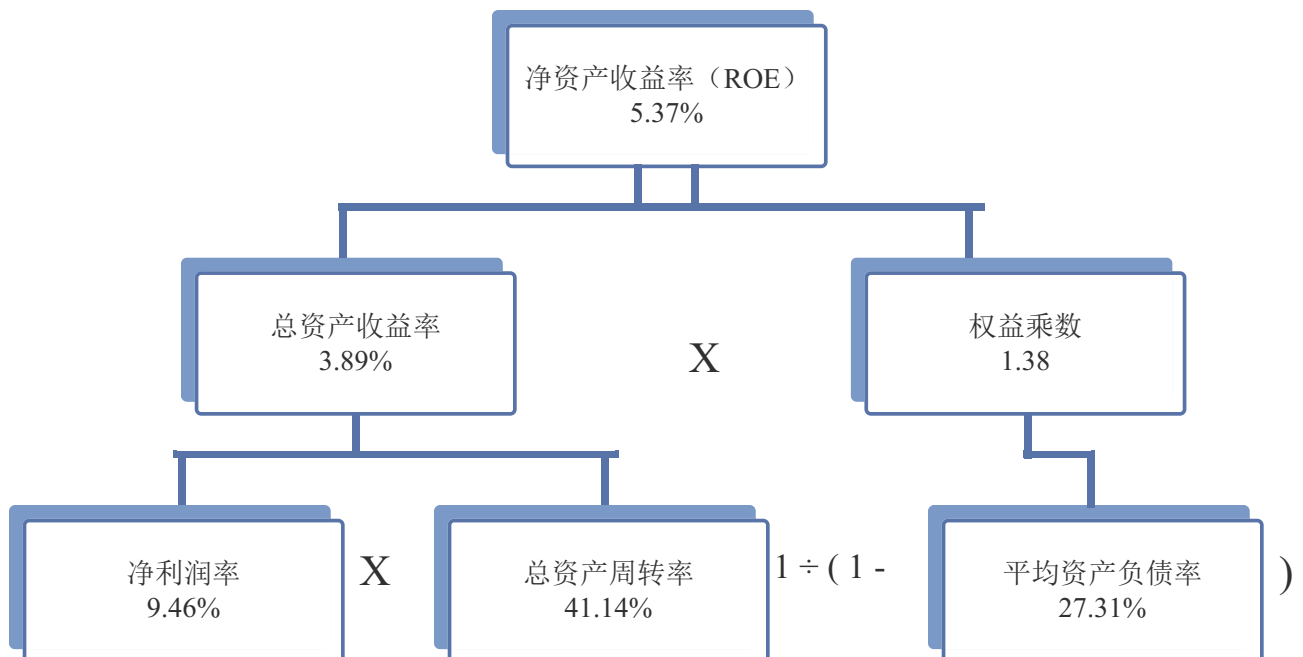 净资产收益率（ROE）
5.37%
总资产收益率
3.89%
X
权益乘数
1.38
净利润率
9.46%
X
总资产周转率
41.14%
1 ÷ ( 1 -
平均资产负债率
27.31%
)